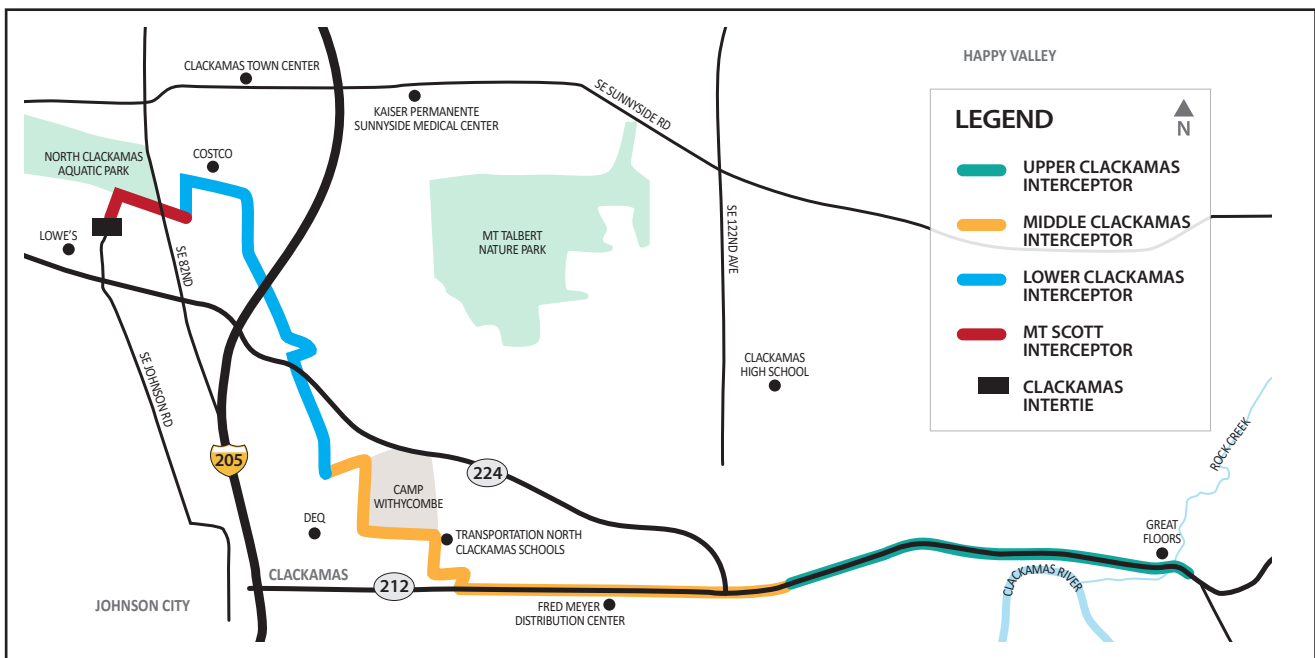 HAPPY VALLEY
CLACKAMAS TOWN CENTER
KAISER PERMANENTE
SUNNYSIDE MEDICAL CENTER
SE SUNNYSIDE RD
NORTH CLACKAMAS
AQUATIC PARK
COSTCO
LOWE'S
SE 82ND
MT TALBERT
NATURE PARK
SE 122ND AVE
SE JOHNSON RD
CLACKAMAS
HIGH SCHOOL
205
224
CAMP
WITHYCOMBE
DEQ
TRANSPORTATION NORTH
CLACKAMAS SCHOOLS
CLACKAMAS
212
JOHNSON CITY
FRED MEYER
DISTRIBUTION CENTER
ROCK CREEK
GREAT
FLOORS
CLACKAMAS RIVER
LEGEND
N
UPPER CLACKAMAS
INTERCEPTOR
MIDDLE CLACKAMAS
INTERCEPTOR
LOWER CLACKAMAS
INTERCEPTOR
MT SCOTT
INTERCEPTOR
CLACKAMAS
INTERTIE